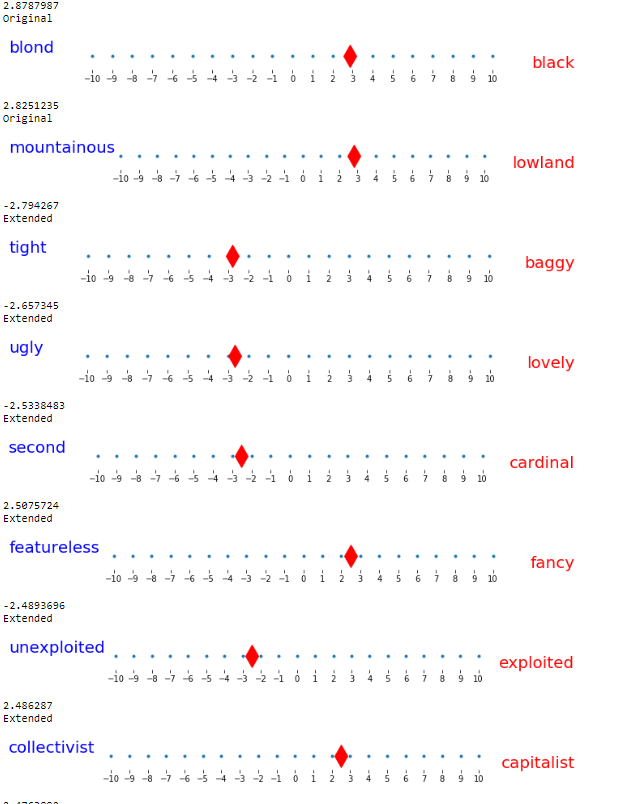 2.8787987
Original
blond
−10 −9 −8 −7 −6 −5 −4 −3 −2 −1 0 1 2 3 4 5 6 7 8 9 10
black
2.8251235
Original
mountainous
−10 −9 −8 −7 −6 −5 −4 −3 −2 −1 0 1 2 3 4 5 6 7 8 9 10
lowland
-2.794267
Extended
tight
−10 −9 −8 −7 −6 −5 −4 −3 −2 −1 0 1 2 3 4 5 6 7 8 9 10
baggy
-2.657345
Extended
ugly
−10 −9 −8 −7 −6 −5 −4 −3 −2 −1 0 1 2 3 4 5 6 7 8 9 10
lovely
-2.5338483
Extended
second
−10 −9 −8 −7 −6 −5 −4 −3 −2 −1 0 1 2 3 4 5 6 7 8 9 10
cardinal
2.5075724
Extended
featureless
−10 −9 −8 −7 −6 −5 −4 −3 −2 −1 0 1 2 3 4 5 6 7 8 9 10
fancy
-2.4893696
Extended
unexploited
−10 −9 −8 −7 −6 −5 −4 −3 −2 −1 0 1 2 3 4 5 6 7 8 9 10
exploited
2.486287
Extended
collectivist
−10 −9 −8 −7 −6 −5 −4 −3 −2 −1 0 1 2 3 4 5 6 7 8 9 10
capitalist